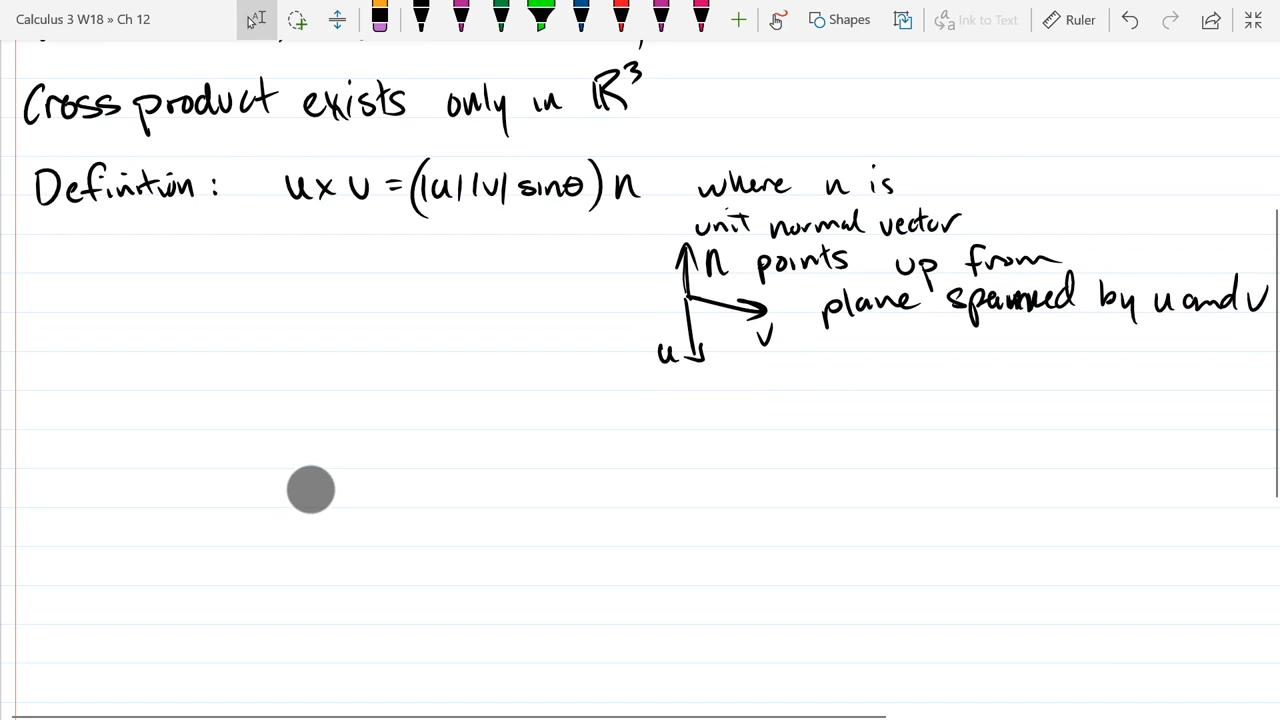 Calculus 3 W18 » Ch 12
Shapes
Ink to Text
Ruler
Cross product exists only in ℝ³
Definition: u × v = (|u| |v| sinθ) n where n is
unit normal vector
n points up from
plane spanned by u and v
v
u